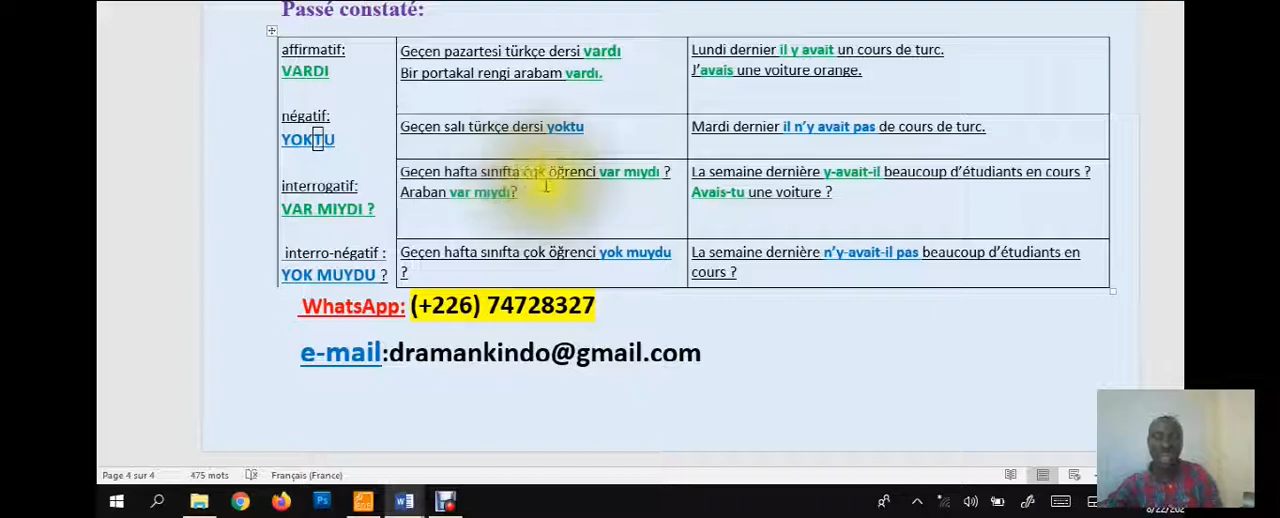 Passé constaté:
affirmatif:
VARDI
négatif:
YOKTU
interrogatif:
VAR MIYDI ?
interro-négatif :
YOK MUYDU ?
Geçen pazartesi türkçe dersi vardı
Bir portakal rengi arabam vardı.
Geçen salı türkçe dersi yoktu
Geçen hafta sınıfta çok öğrenci var mıydı ?
Araban var mıydı?
Geçen hafta sınıfta çok öğrenci yok muydu
?
Lundi dernier il y avait un cours de turc.
J'avais une voiture orange.
Mardi dernier il n'y avait pas de cours de turc.
La semaine dernière y-avait-il beaucoup d'étudiants en cours ?
Avais-tu une voiture ?
La semaine dernière n'y-avait-il pas beaucoup d'étudiants en
cours ?
WhatsApp: (+226) 74728327
e-mail:dramankindo@gmail.com
Page 4 sur 4 475 mots Français (France)